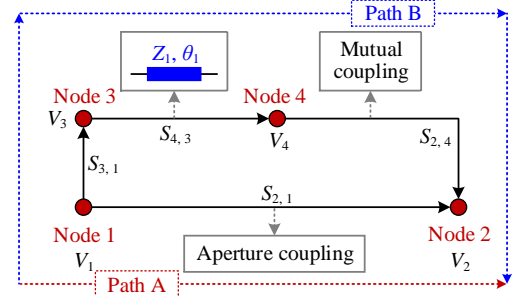 Path B
Z1, θ1
Mutual
coupling
Node 3
Node 4
V3
S4, 3
V4
S2, 4
S3, 1
S2, 1
Node 1
Aperture coupling
Node 2
V1
V2
Path A